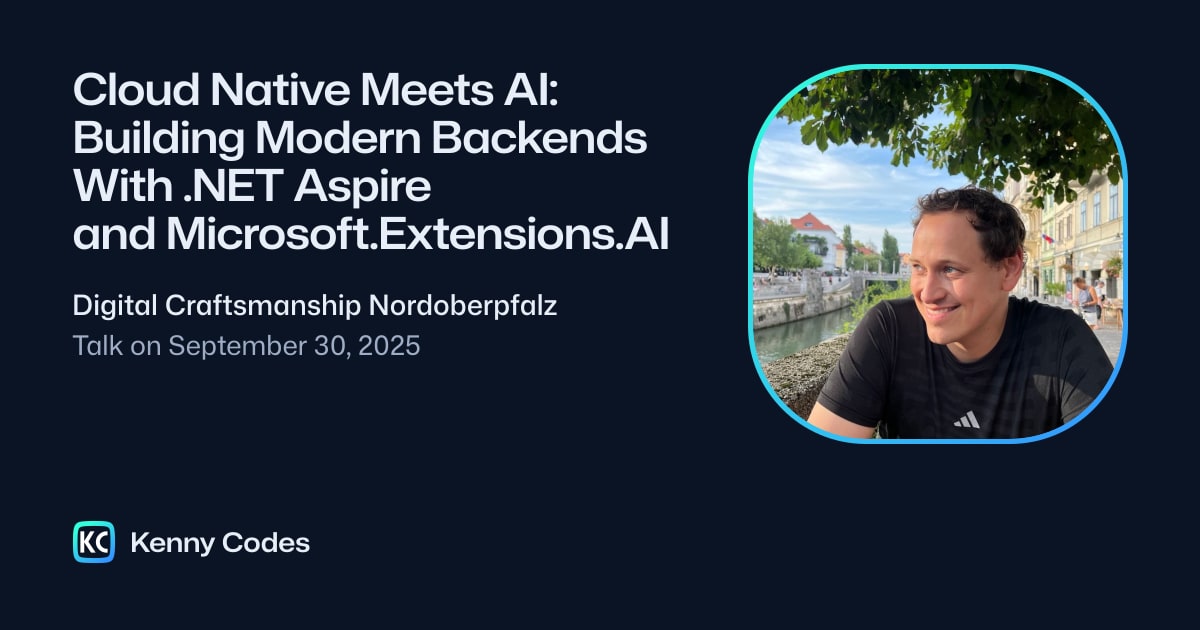 Cloud Native Meets AI:
Building Modern Backends
With .NET Aspire
and Microsoft.Extensions.AI
Digital Craftsmanship Nordoberpfalz
Talk on September 30, 2025
KC Kenny Codes